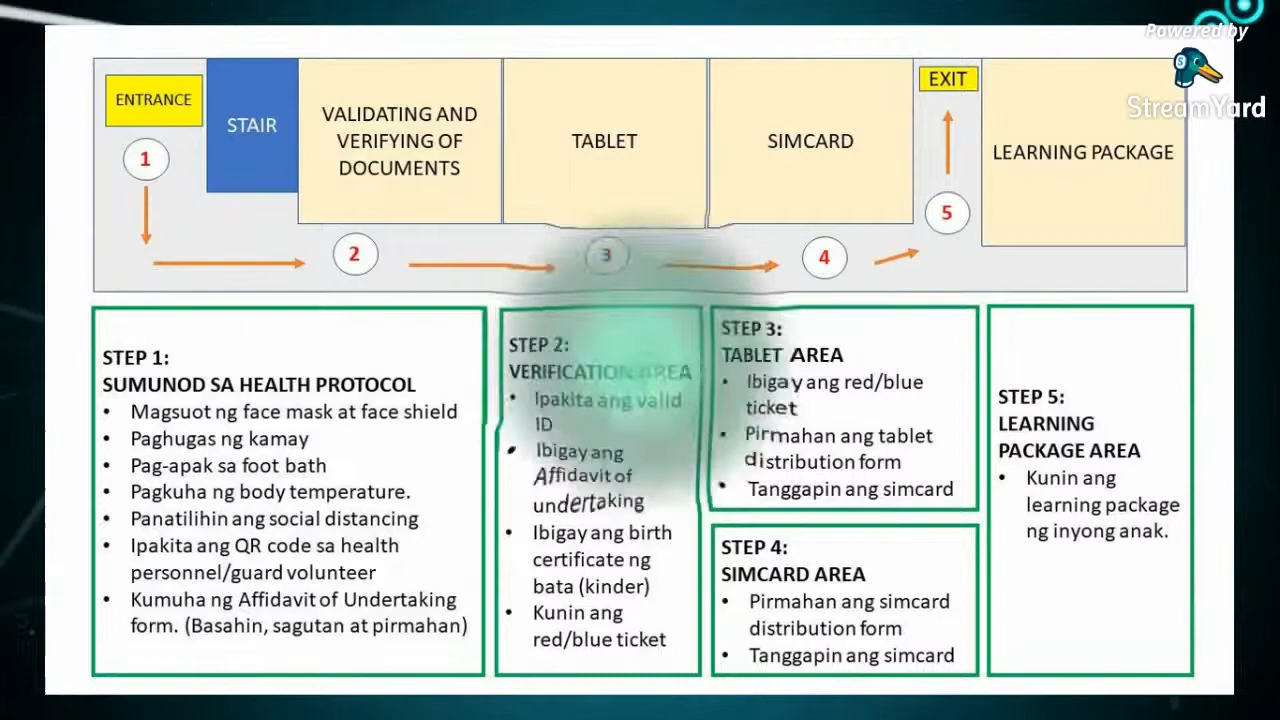 Powered by
StreamYard
ENTRANCE
STAIR
VALIDATING AND
VERIFYING OF
DOCUMENTS
TABLET
SIMCARD
EXIT
LEARNING PACKAGE
1
2
3
4
5
STEP 1:
SUMUNOD SA HEALTH PROTOCOL
• Magsuot ng face mask at face shield
• Paghugas ng kamay
• Pag-apak sa foot bath
• Pagkuha ng body temperature.
• Panatilihin ang social distancing
• Ipakita ang QR code sa health
personnel/guard volunteer
• Kumuha ng Affidavit of Undertaking
form. (Basahin, sagutan at pirmahan)
STEP 2:
VERIFICATION AREA
• Ipakita ang valid
ID
• Ibigay ang
Affidavit of
undertaking
• Ibigay ang birth
certificate ng
bata (kinder)
• Kunin ang
red/blue ticket
STEP 3:
TABLET AREA
• Ibigay ang red/blue
ticket
• Pirmahan ang tablet
distribution form
• Tanggapin ang simcard
STEP 4:
SIMCARD AREA
• Pirmahan ang simcard
distribution form
• Tanggapin ang simcard
STEP 5:
LEARNING
PACKAGE AREA
• Kunin ang
learning package
ng inyong anak.